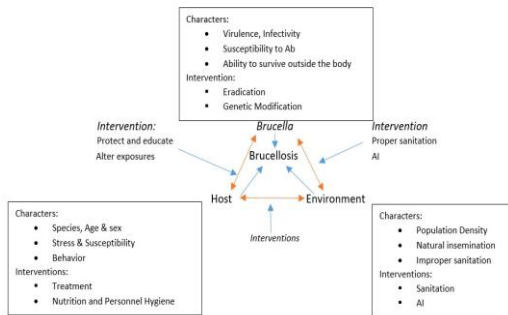 Characters:
• Virulence, Infectivity
• Susceptibility to Ab
• Ability to survive outside the body
Intervention:
▪ Eradication
▪ Genetic Modification
Intervention:
Protect and educate
Alter exposures
Brucella
Intervention
Proper sanitation
AI
Brucellosis
Host
Environment
Interventions
Characters:
• Species, Age & sex
• Stress & Susceptibility
• Behavior
Interventions:
▪ Treatment
▪ Nutrition and Personnel Hygiene
Characters:
• Population Density
• Natural insemination
• Improper sanitation
Interventions:
▪ Sanitation
▪ AI